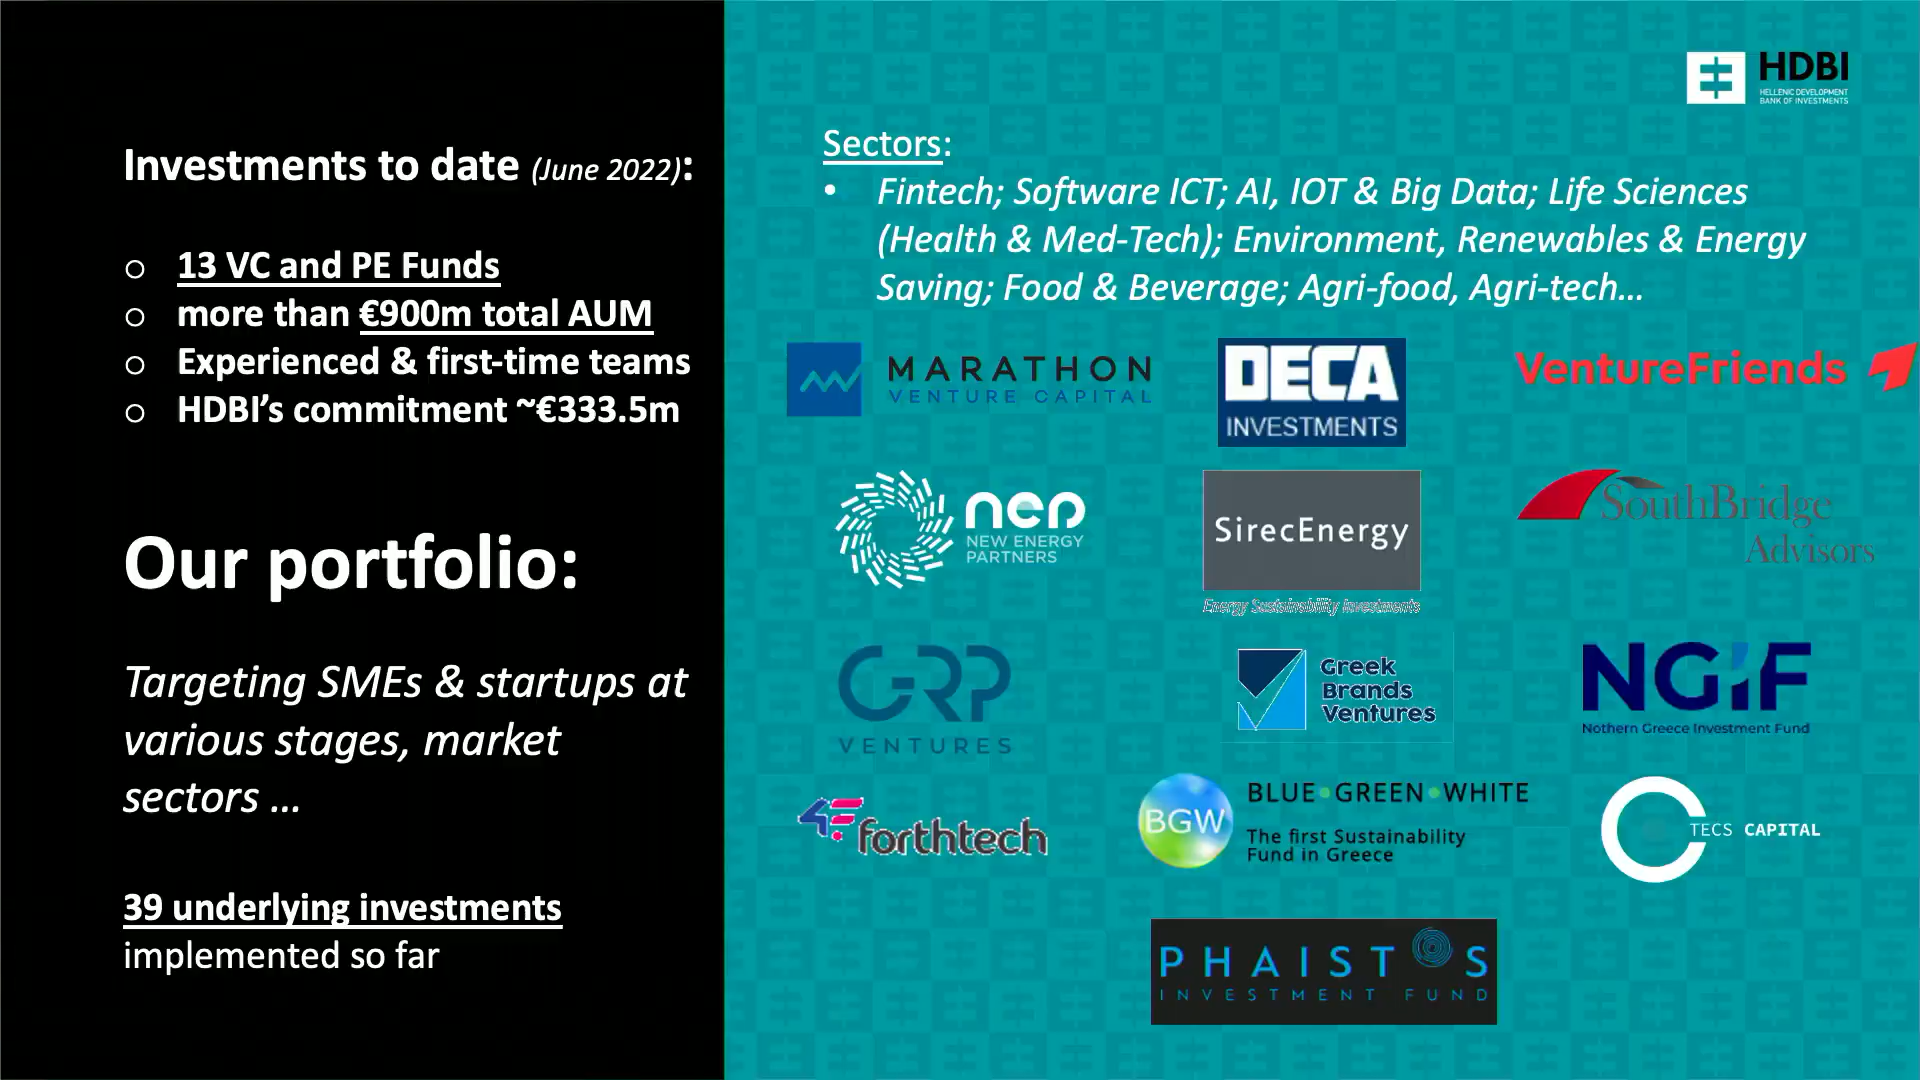 Investments to date (June 2022):
o 13 VC and PE Funds
o more than €900m total AUM
o Experienced & first-time teams
o HDBI’s commitment ~€333.5m
Our portfolio:
Targeting SMEs & startups at
various stages, market
sectors ...
39 underlying investments
implemented so far
HDBI
HELLENIC DEVELOPMENT
BANK OF INVESTMENTS
Sectors:
• Fintech; Software ICT; AI, IOT & Big Data; Life Sciences
(Health & Med-Tech); Environment, Renewables & Energy
Saving; Food & Beverage; Agri-food, Agri-tech...
MARATHON
VENTURE CAPITAL
DECA
INVESTMENTS
VentureFriends
nep
NEW ENERGY
PARTNERS
SirecEnergy
Energy Sustainability Investments
SouthBridge
Advisors
GRP
VENTURES
Greek
Brands
Ventures
NGIF
Nothern Greece Investment Fund
4F forthtech
BGW
BLUE•GREEN•WHITE
The first Sustainability
Fund in Greece
TECS CAPITAL
PHAISTOS
INVESTMENT FUND